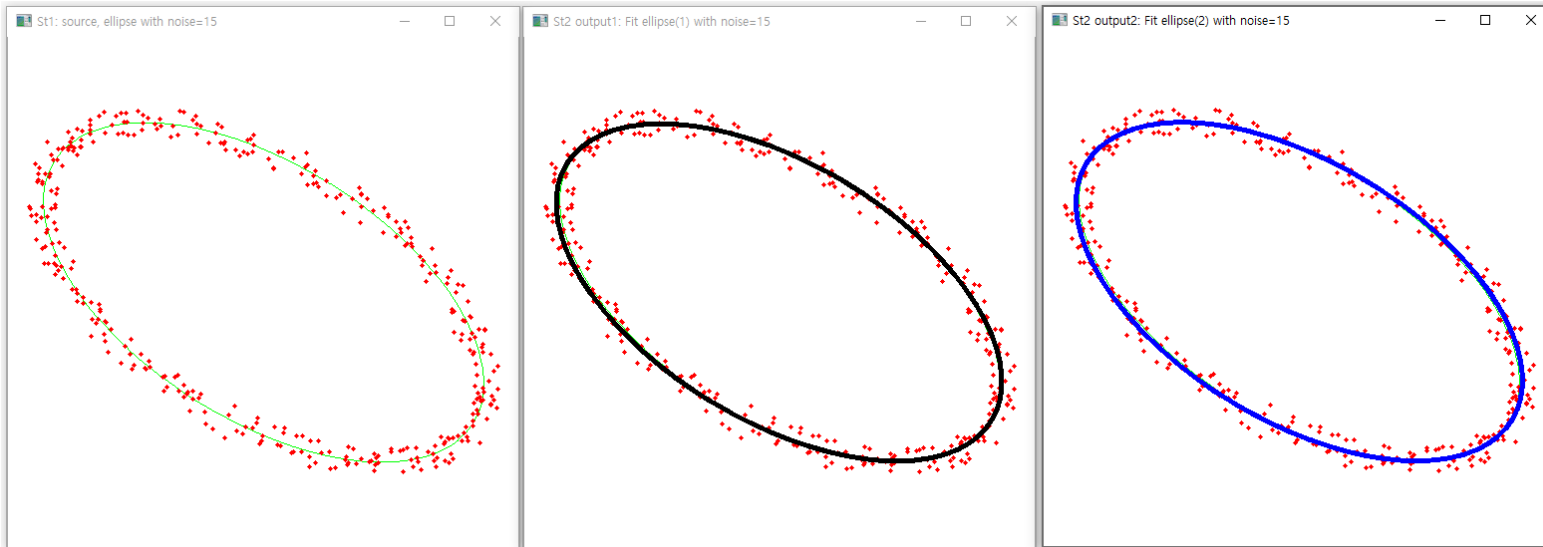 St1: source, ellipse with noise=15
St2 output1: Fit ellipse(1) with noise=15
St2 output2: Fit ellipse(2) with noise=15